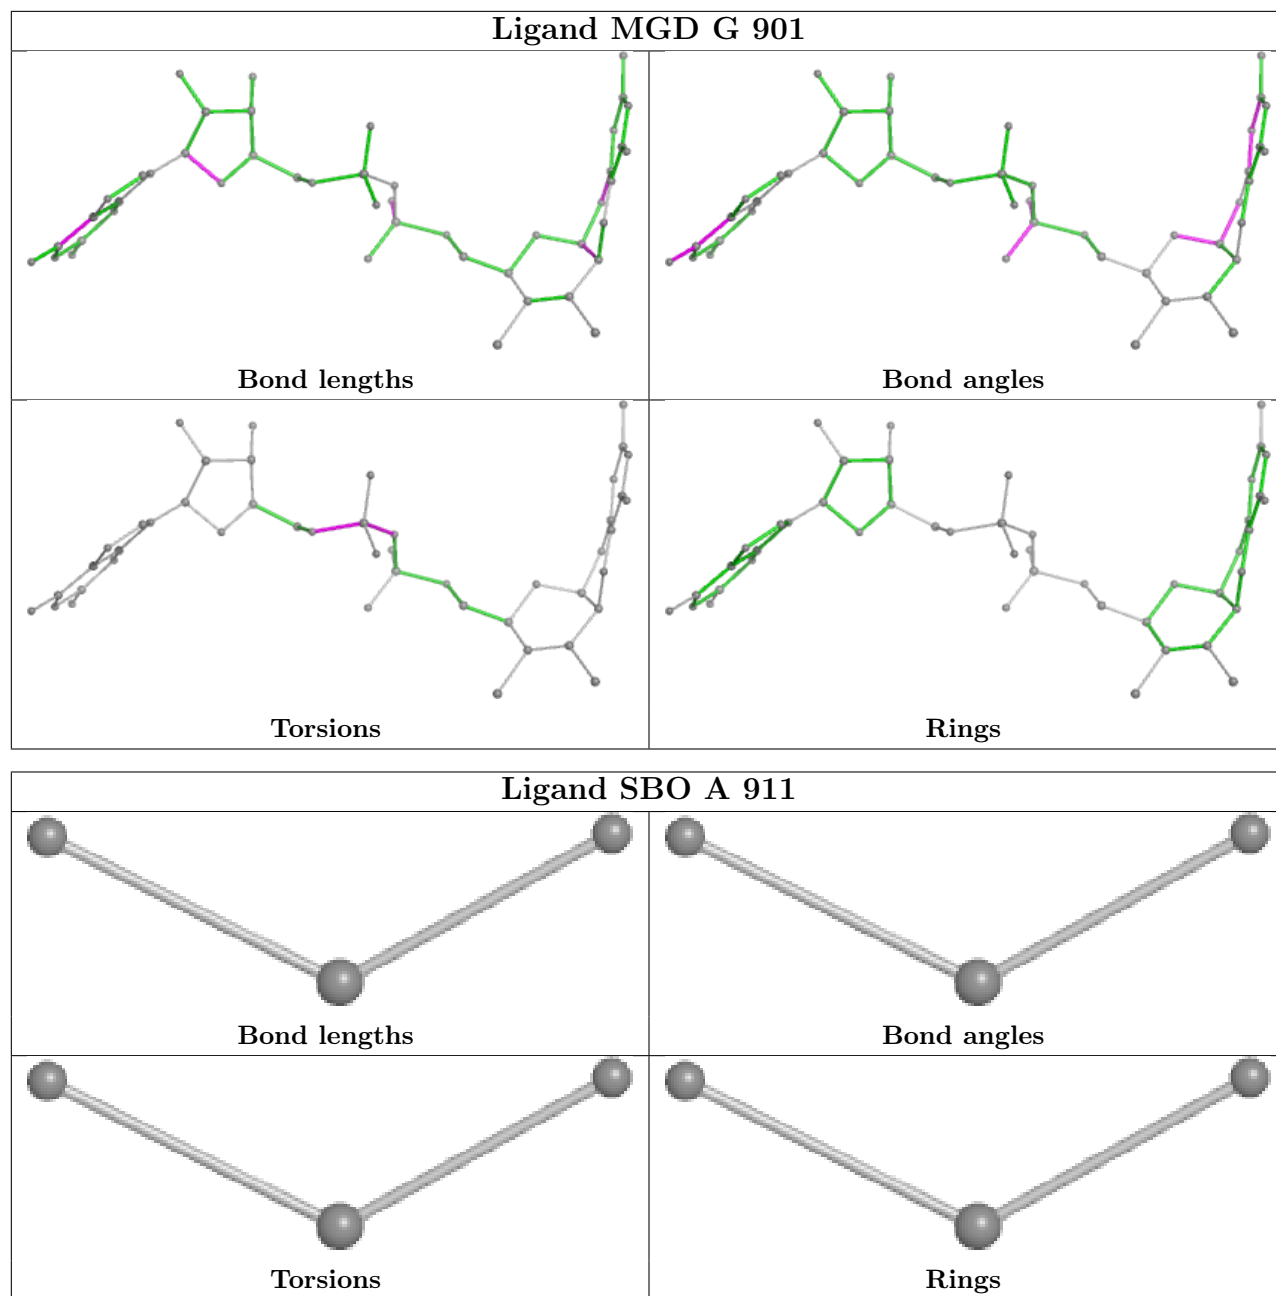 Ligand MGD G 901
Bond lengths
Bond angles
Torsions
Rings
Ligand SBO A 911
Bond lengths
Bond angles
Torsions
Rings